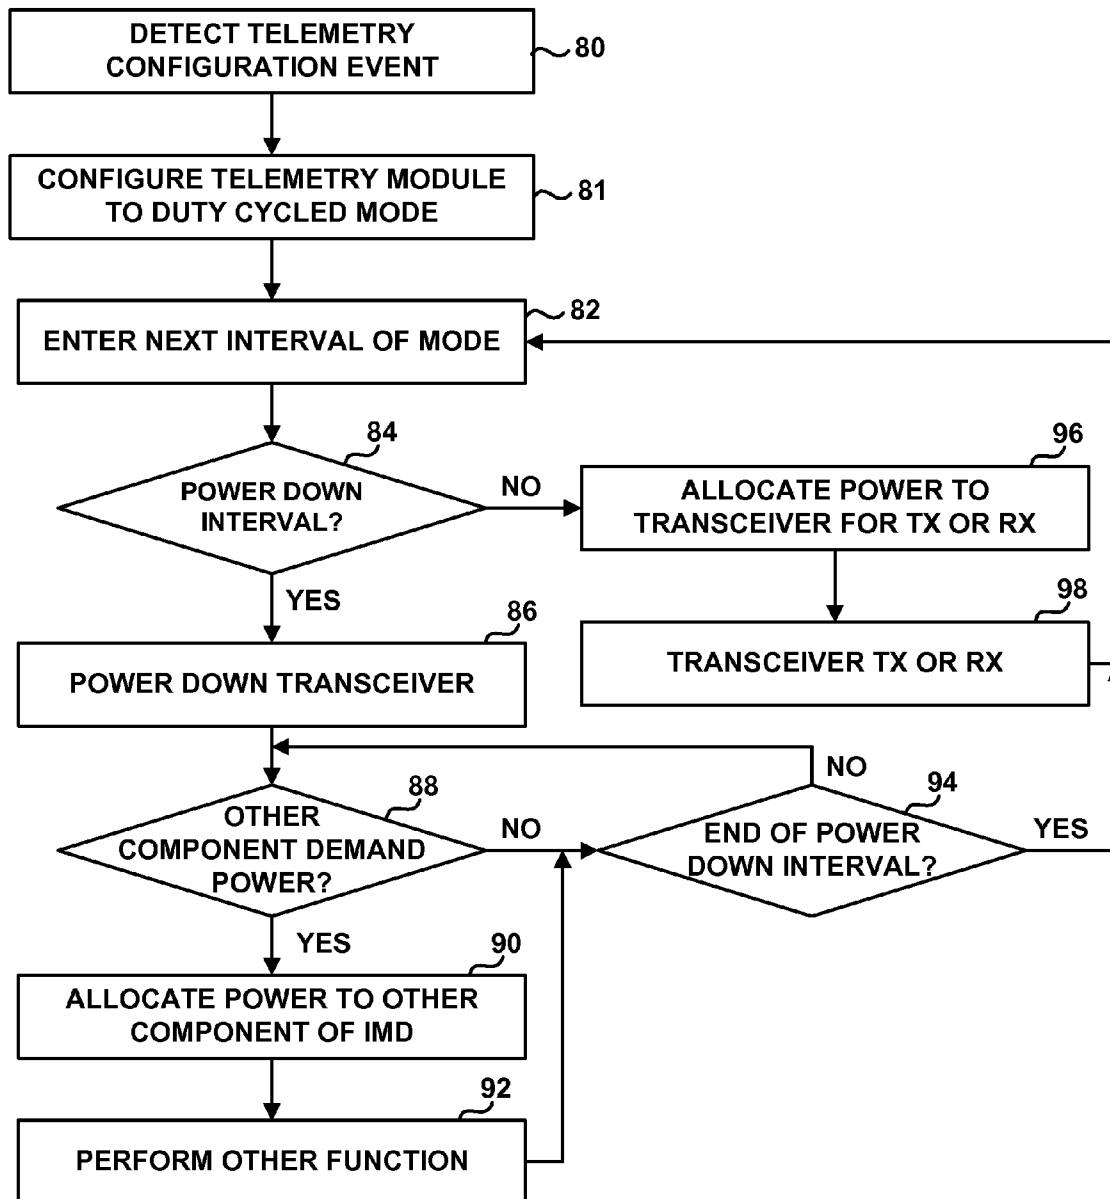 DETECT TELEMETRY
CONFIGURATION EVENT
80
CONFIGURE TELEMETRY MODULE
TO DUTY CYCLED MODE
81
ENTER NEXT INTERVAL OF MODE
82
POWER DOWN
INTERVAL?
84
NO
YES
ALLOCATE POWER TO
TRANSCEIVER FOR TX OR RX
96
TRANSCEIVER TX OR RX
98
POWER DOWN TRANSCEIVER
86
OTHER
COMPONENT DEMAND
POWER?
88
NO
YES
END OF POWER
DOWN INTERVAL?
94
NO
YES
ALLOCATE POWER TO OTHER
COMPONENT OF IMD
90
PERFORM OTHER FUNCTION
92